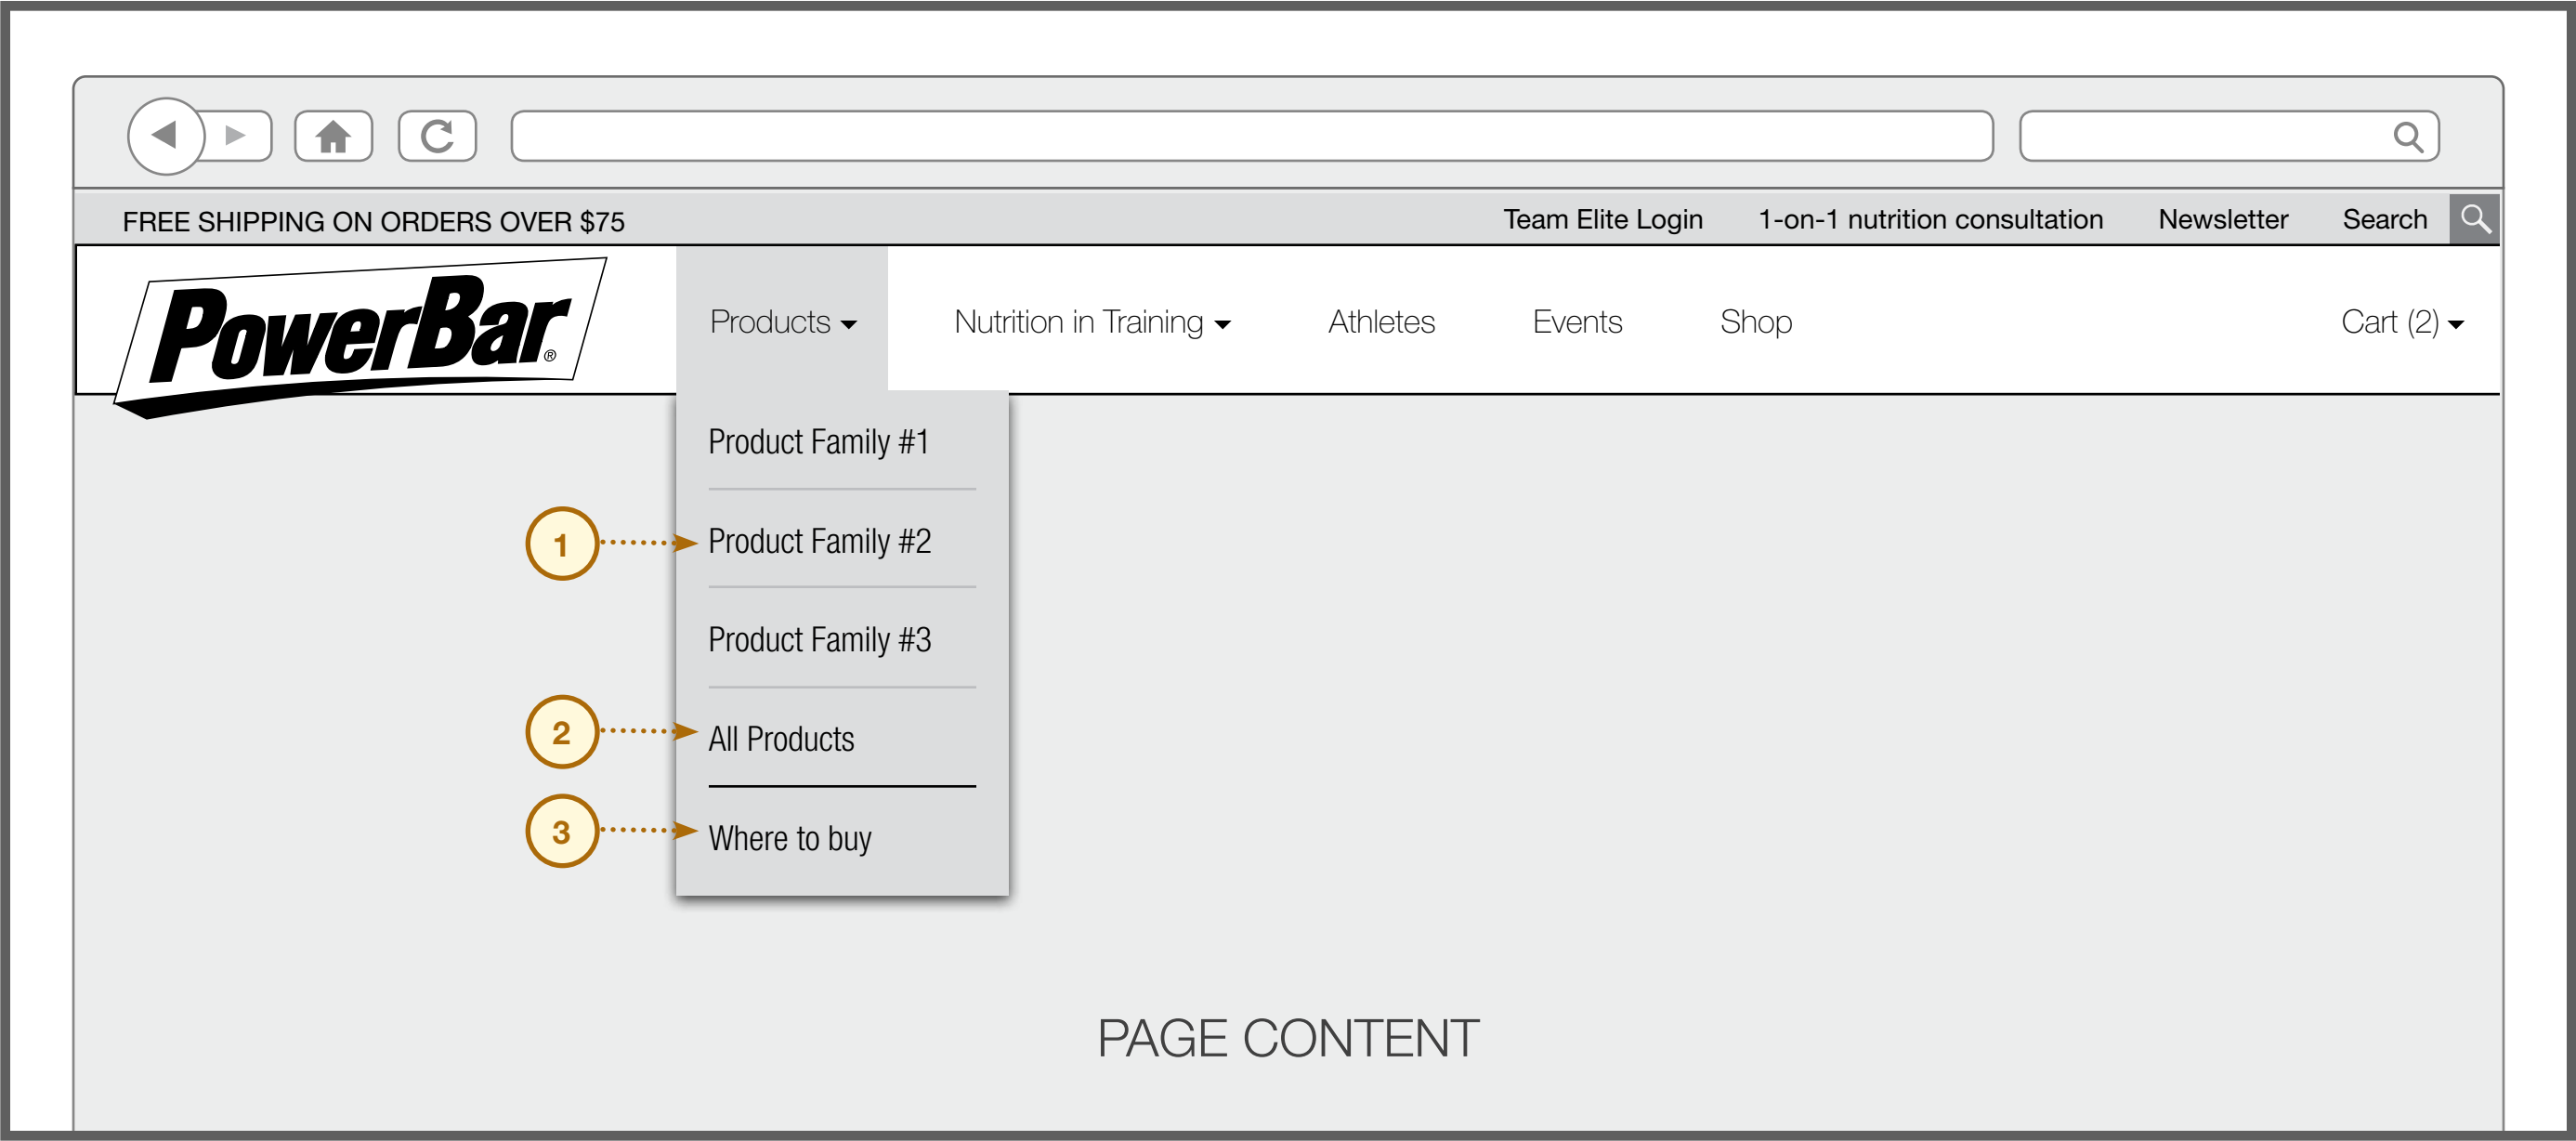 FREE SHIPPING ON ORDERS OVER $75
Team Elite Login 1-on-1 nutrition consultation Newsletter Search
PowerBar®
Products Nutrition in Training Athletes Events Shop Cart (2)
Product Family #1
1 Product Family #2
Product Family #3
2 All Products
3 Where to buy
PAGE CONTENT